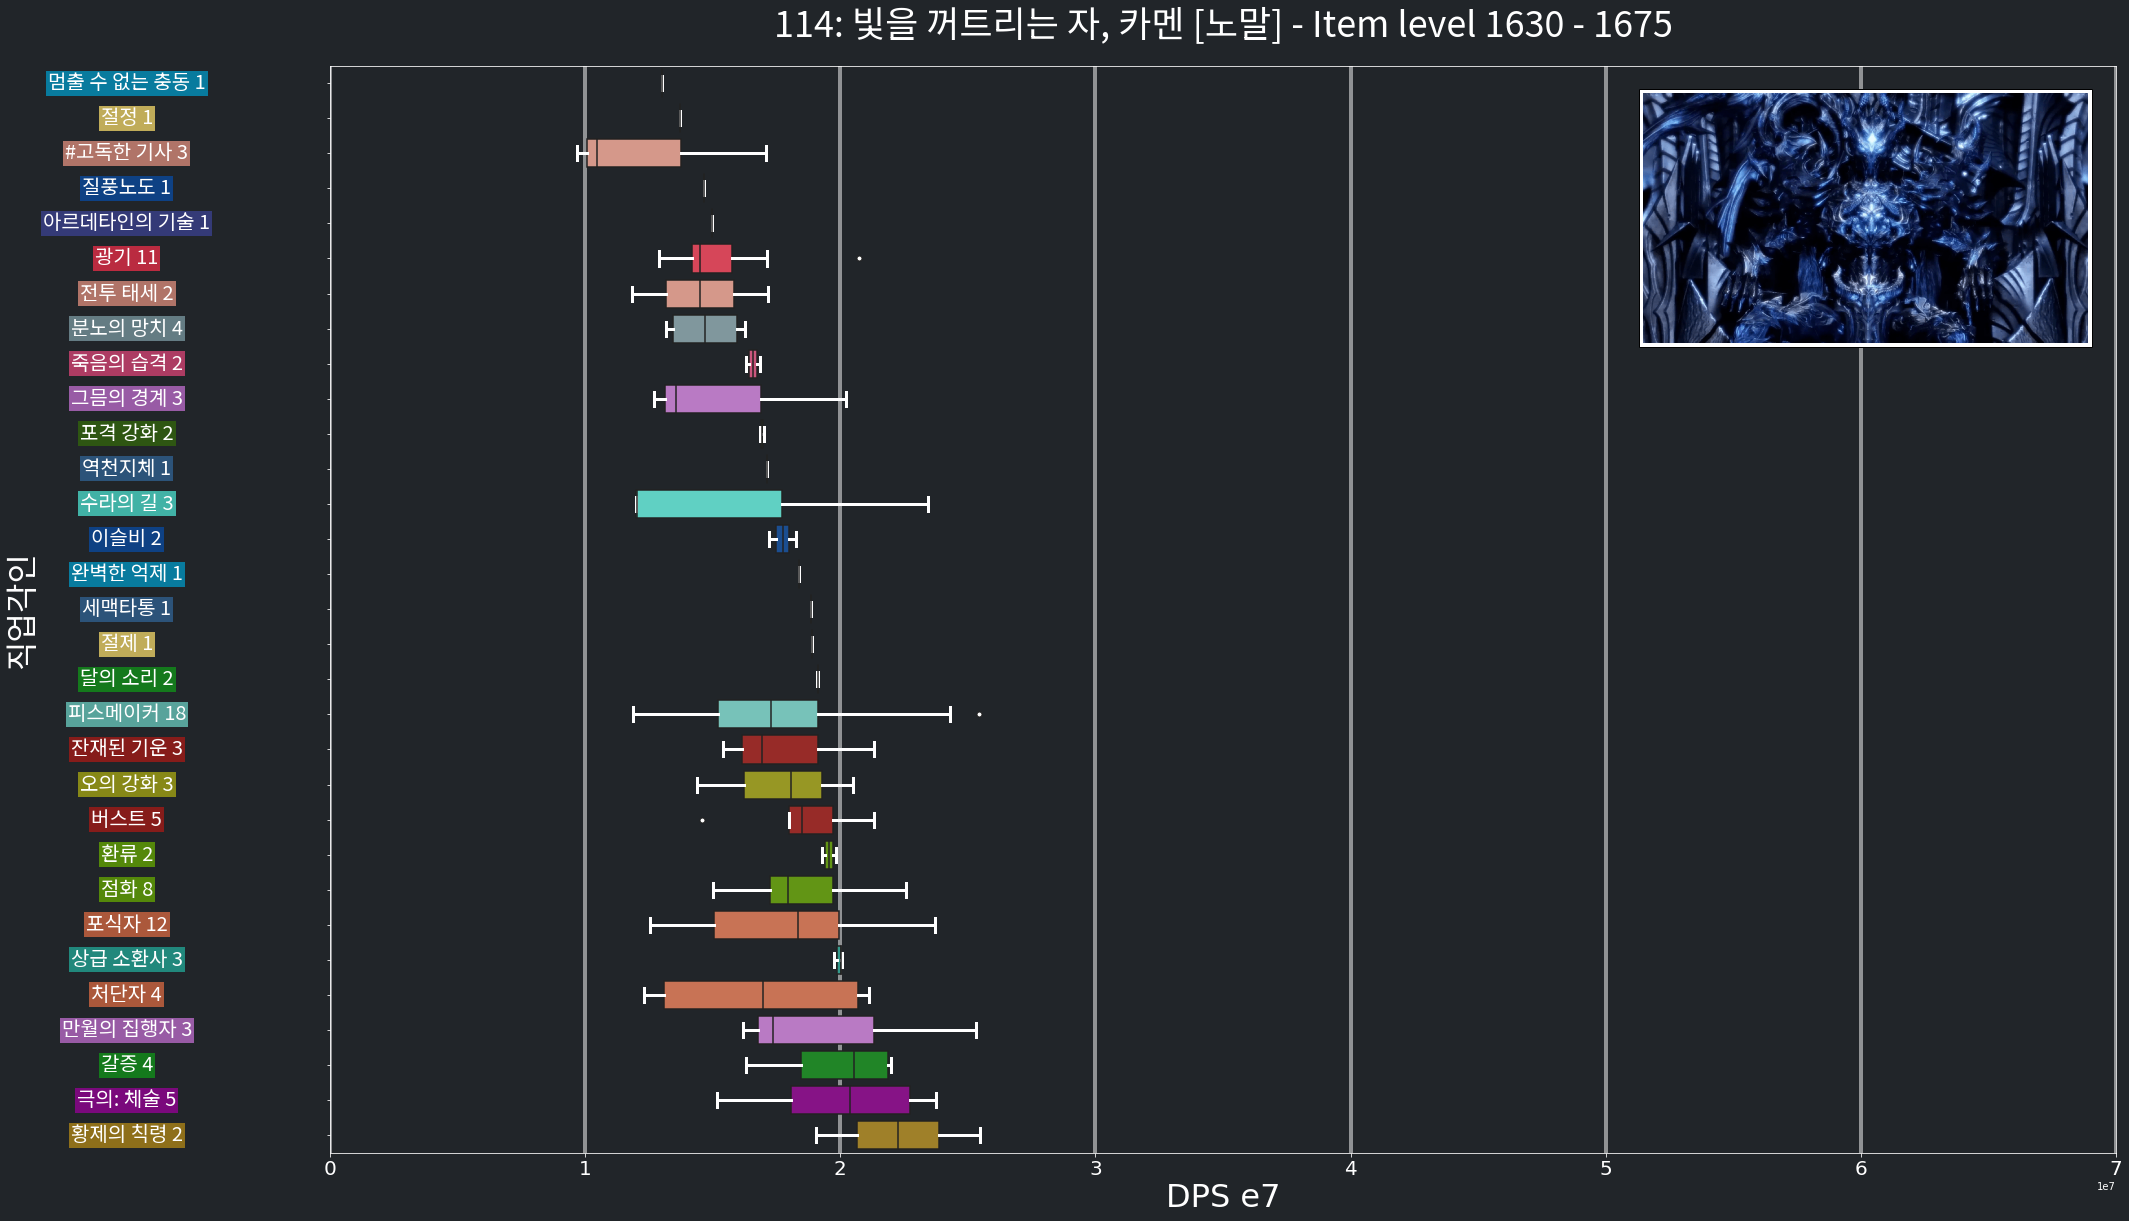 114: 빛을 꺼트리는 자, 카멘 [노말] - Item level 1630 - 1675
멈출 수 없는 충동 1
절정 1
#고독한 기사 3
질풍노도 1
아르데타인의 기술 1
광기 11
전투 태세 2
분노의 망치 4
죽음의 습격 2
그믐의 경계 3
포격 강화 2
역천지체 1
수라의 길 3
이슬비 2
완벽한 억제 1
세맥타통 1
절제 1
달의 소리 2
피스메이커 18
잔재된 기운 3
오의 강화 3
버스트 5
환류 2
점화 8
포식자 12
상급 소환사 3
처단자 4
만월의 집행자 3
갈증 4
극의: 체술 5
황제의 칙령 2
직업각인
0 1 2 3 4 5 6 7
1e7
DPS e7